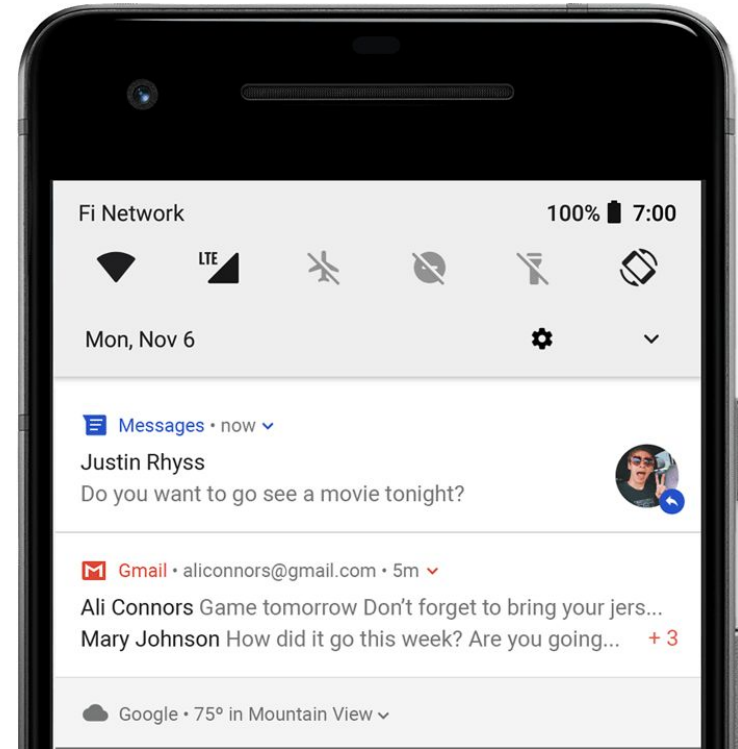 Fi Network 100% 7:00
LTE
Mon, Nov 6
Messages • now
Justin Rhyss
Do you want to go see a movie tonight?
Gmail • aliconnors@gmail.com • 5m
Ali Connors Game tomorrow Don’t forget to bring your jers...
Mary Johnson How did it go this week? Are you going... + 3
Google • 75º in Mountain View